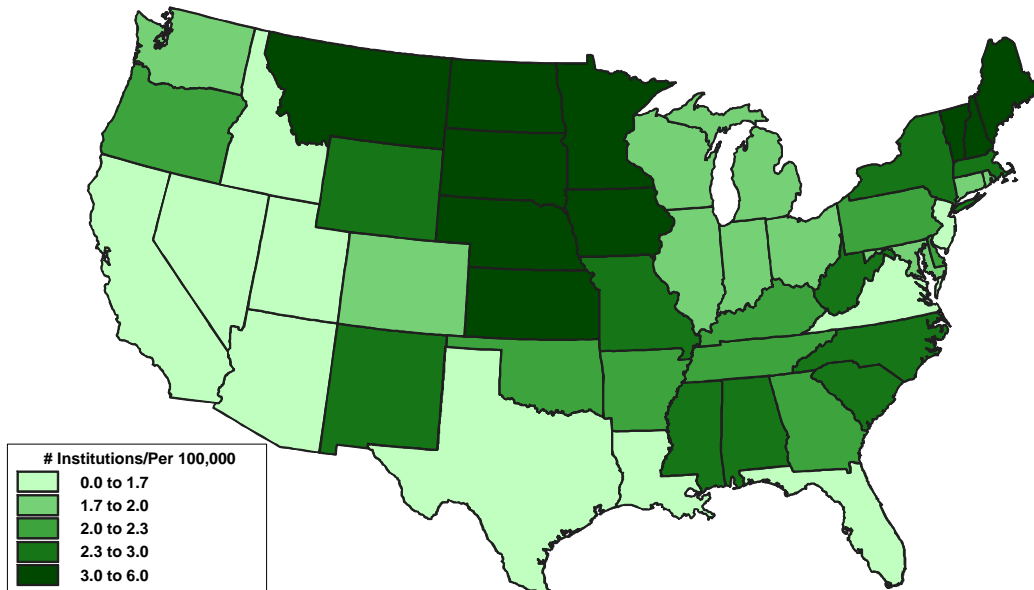 # Institutions/Per 100,000
0.0 to 1.7
1.7 to 2.0
2.0 to 2.3
2.3 to 3.0
3.0 to 6.0